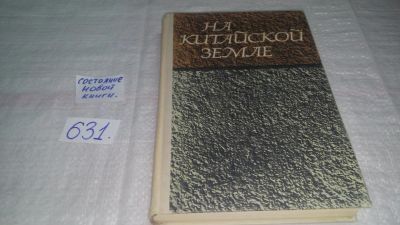 состояние
новой
книги.
631.
НА
КИТАЙСКОЙ
ЗЕМЛЕ